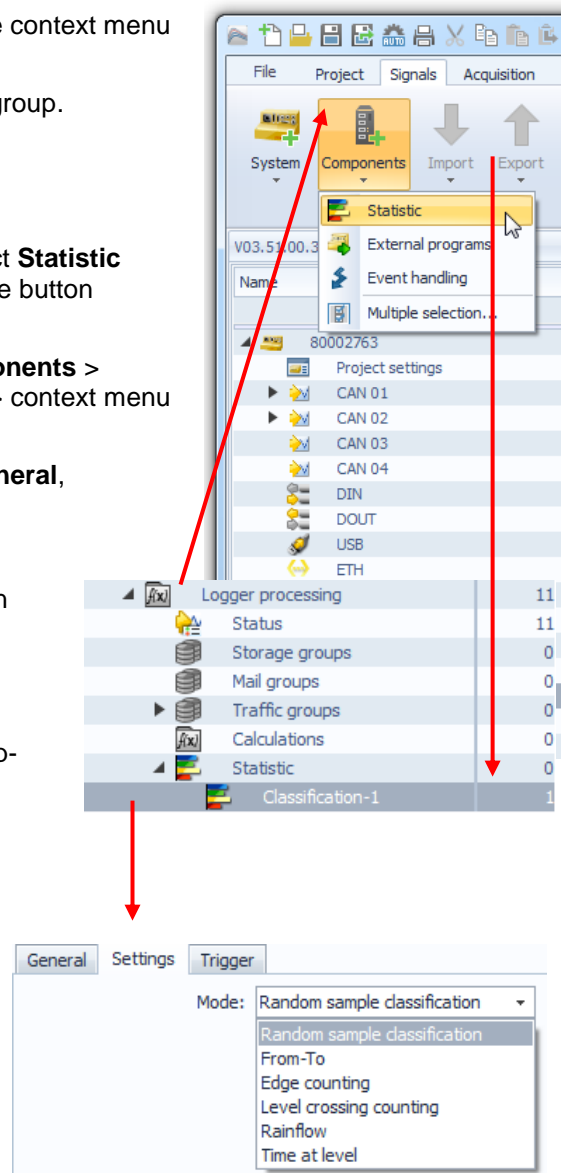 e context menu
group.
ct Statistic
e button
onents >
> context menu
neral,
n
o-
File Project Signals Acquisition
System Components Import Export
Statistic
External programs
Event handling
Multiple selection...
V03.51.00.3
Name
80002763
Project settings
CAN 01
CAN 02
CAN 03
CAN 04
DIN
DOUT
USB
ETH
Logger processing 11
Status 11
Storage groups 0
Mail groups 0
Traffic groups 0
f(x) Calculations 0
Statistic 0
Classification-1 1
General Settings Trigger
Mode: Random sample classification
Random sample classification
From-To
Edge counting
Level crossing counting
Rainflow
Time at level